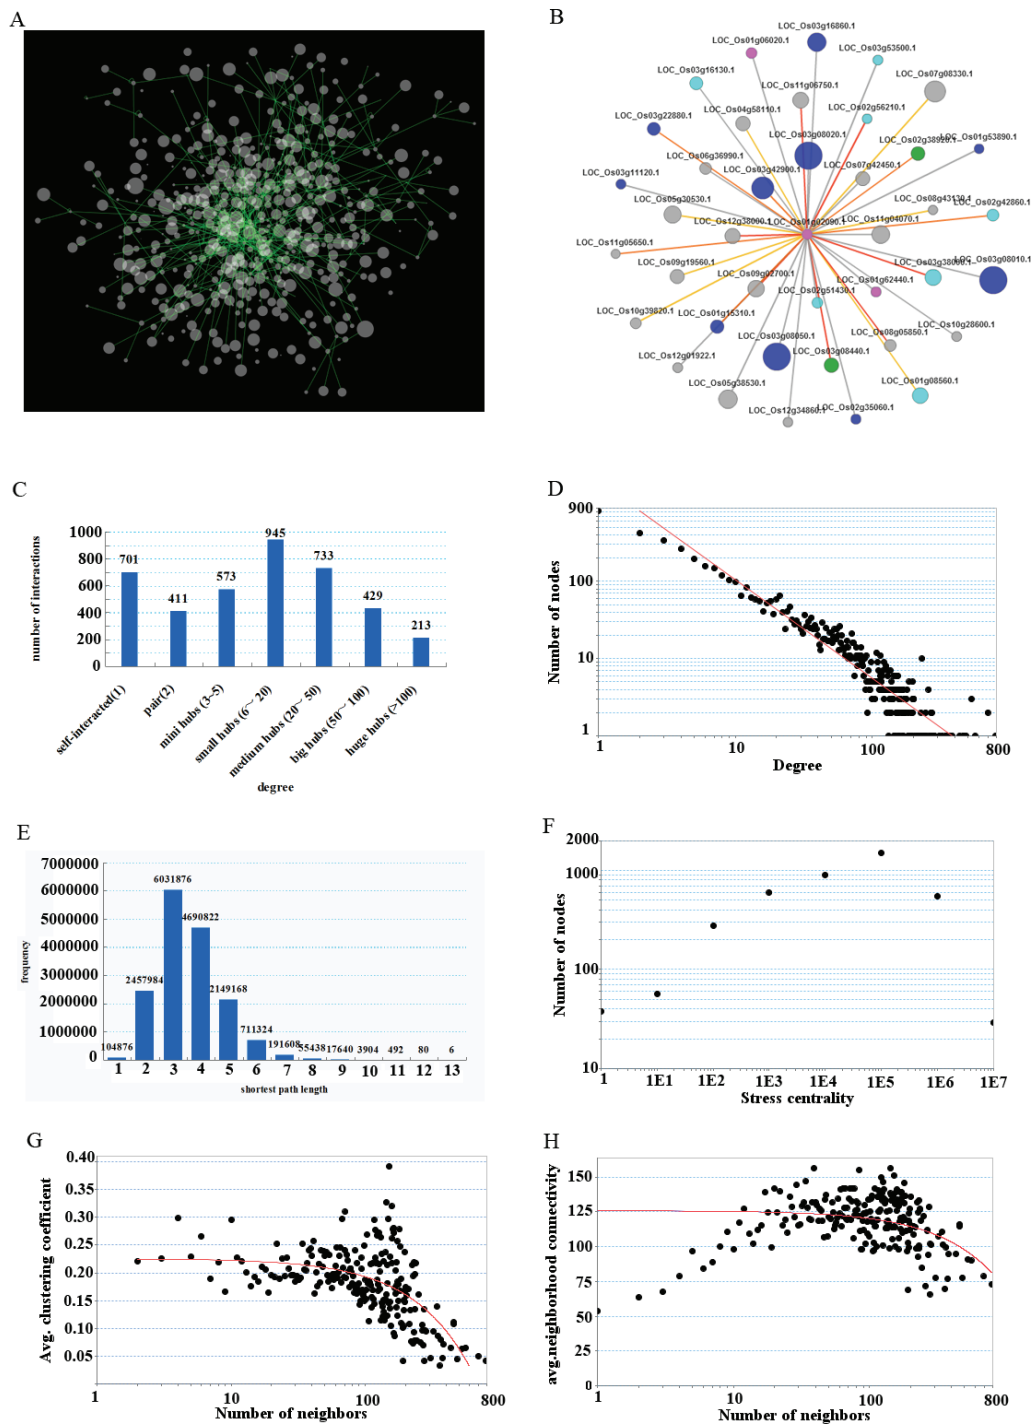 A
B
LOC_Os03g16860.1
LOC_Os01g06020.1
LOC_Os03g53500.1
LOC_Os03g16130.1
LOC_Os11g06750.1
LOC_Os07g08330.1
LOC_Os04g58110.1
LOC_Os02g56210.1
LOC_Os03g22880.1
LOC_Os03g08020.1
LOC_Os02g38920.1
LOC_Os01g53890.1
LOC_Os06g36990.1
LOC_Os03g42900.1
LOC_Os07g42450.1
LOC_Os03g11120.1
LOC_Os05g30530.1
LOC_Os08g43130.1
LOC_Os02g42860.1
LOC_Os12g38000.1
LOC_Os01g02090.1
LOC_Os11g04070.1
LOC_Os11g05650.1
LOC_Os09g19560.1
LOC_Os09g02700.1
LOC_Os03g38000.1
LOC_Os03g08010.1
LOC_Os01g62440.1
LOC_Os02g51430.1
LOC_Os10g39820.1
LOC_Os01g15310.1
LOC_Os10g28600.1
LOC_Os03g08050.1
LOC_Os08g05850.1
LOC_Os12g01922.1
LOC_Os03g08440.1
LOC_Os05g38530.1
LOC_Os01g08560.1
LOC_Os12g34860.1
LOC_Os02g35060.1
C
number of interactions
1000
800
600
400
200
0
701
411
573
945
733
429
213
self-interacted(1)
pair(2)
mini hubs (3~5)
small hubs (6~ 20)
medium hubs (20~ 50)
big hubs (50~ 100)
huge hubs (>100)
degree
D
Number of nodes
900
100
10
1
1
10
100
800
Degree
E
frequency
7000000
6000000
5000000
4000000
3000000
2000000
1000000
0
104876
2457984
6031876
4690822
2149168
711324
191608
55438
17640
3904
492
80
6
1 2 3 4 5 6 7 8 9 10 11 12 13
shortest path length
F
Number of nodes
2000
1000
100
10
1 1E1 1E2 1E3 1E4 1E5 1E6 1E7
Stress centrality
G
Avg. clustering coefficient
0.40
0.35
0.30
0.25
0.20
0.15
0.10
0.05
1 10 100 800
Number of neighbors
H
avg.neighborhood connectivity
150
125
100
75
50
25
0
1 10 100 800
Number of neighbors